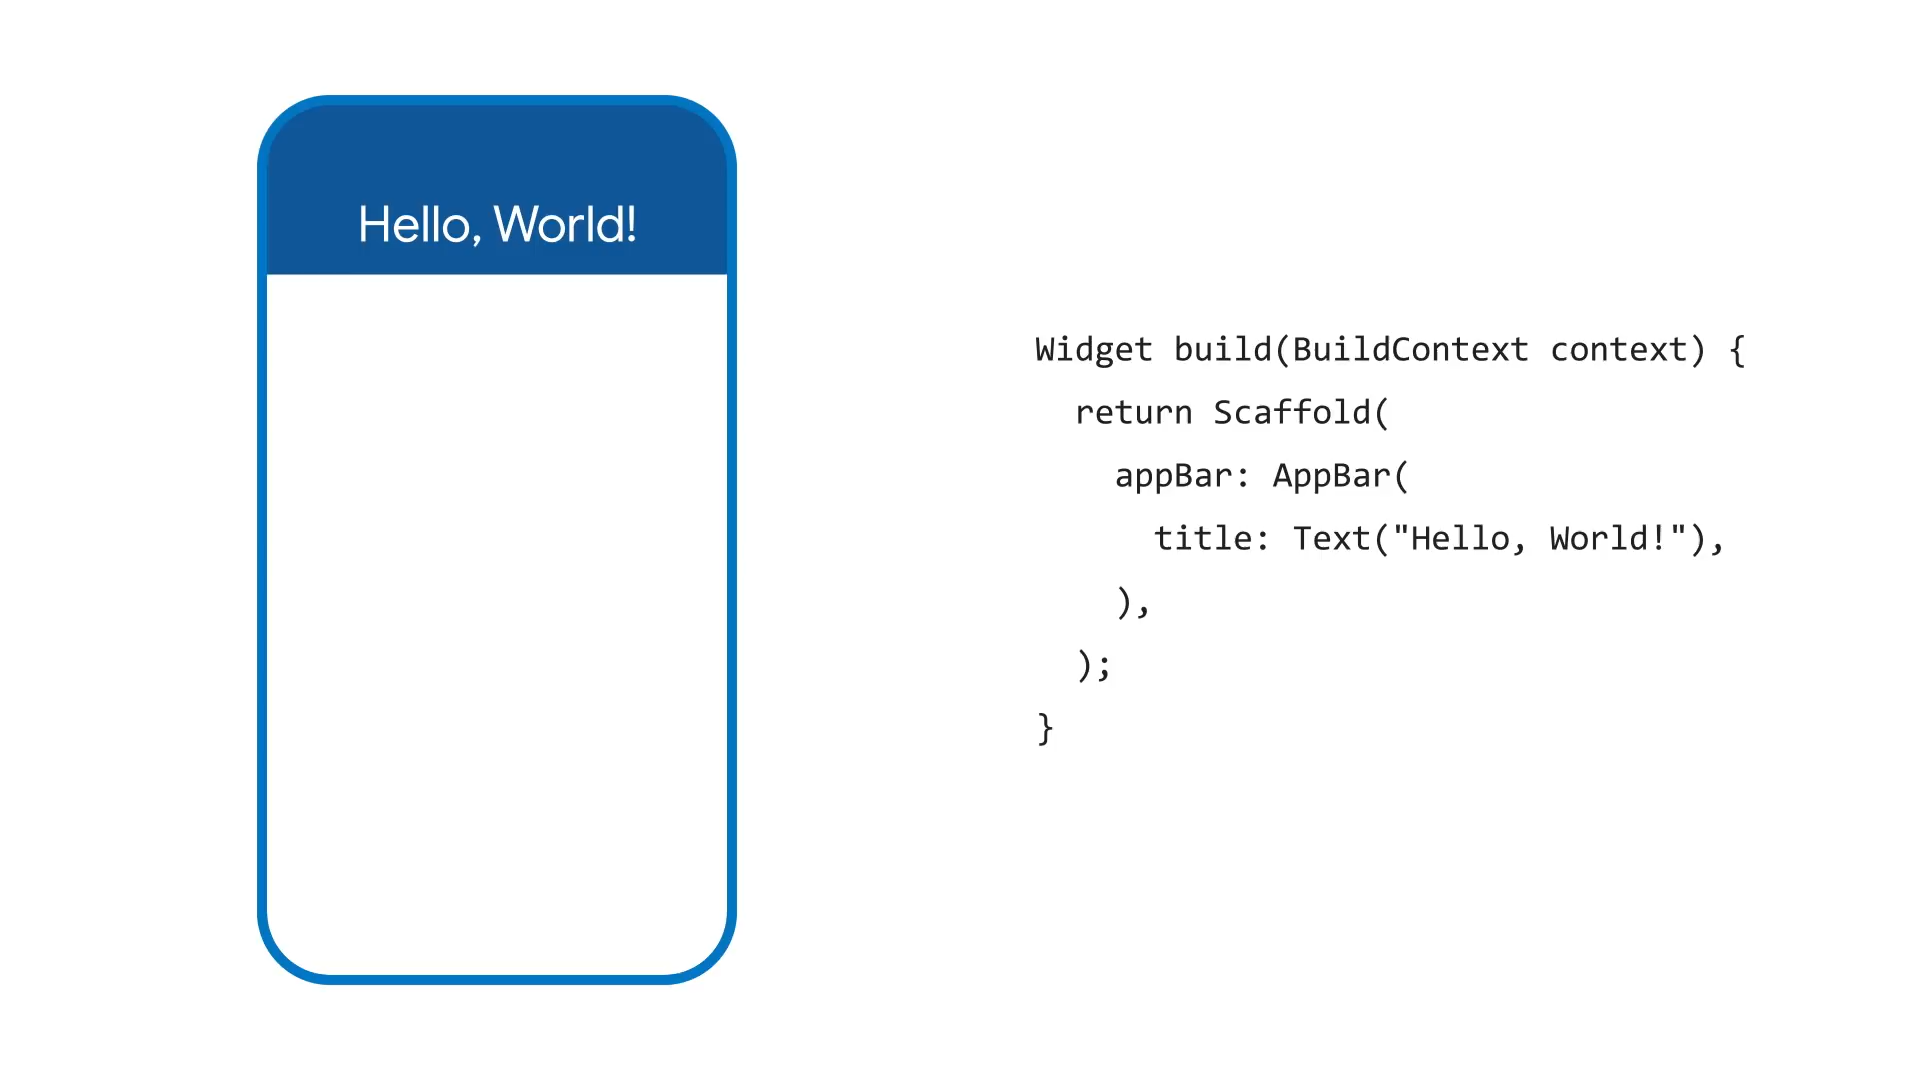 Hello, World!
Widget build(BuildContext context) {
  return Scaffold(
    appBar: AppBar(
      title: Text("Hello, World!"),
    ),
  );
}